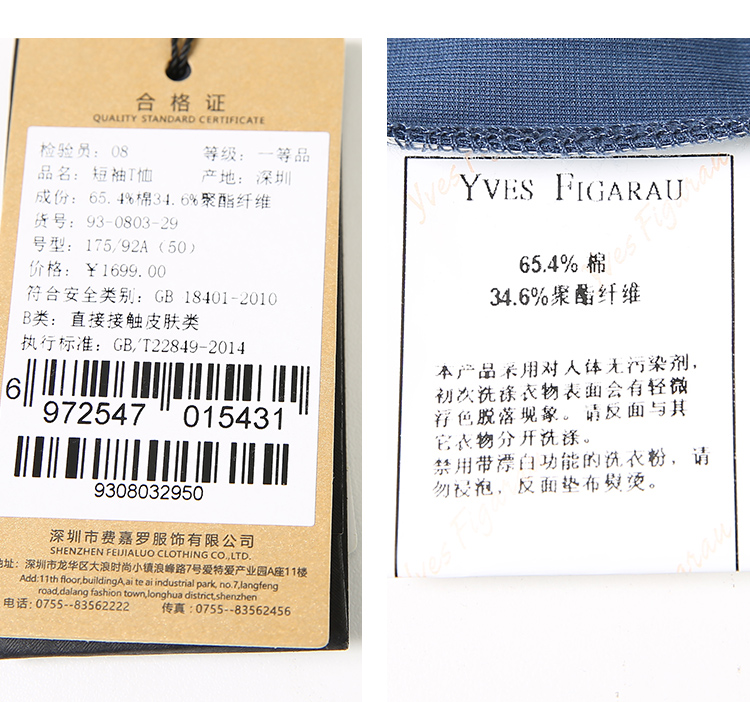 合格证
QUALITY STANDARD CERTIFICATE
检验员: 08 等级: 一等品
品名: 短袖T恤 产地: 深圳
成份: 65.4%棉34.6%聚酯纤维
货号: 93-0803-29
号型: 175/92A (50)
价格: ¥1699.00
符合安全类别: GB 18401-2010
B类: 直接接触皮肤类
执行标准: GB/T22849-2014
6 972547 015431
9308032950
深圳市费嘉罗服饰有限公司
SHENZHEN FEIJIALUO CLOTHING CO.,LTD.
地址: 深圳市龙华区大浪时尚小镇浪峰路7号爱特爱产业园A座11楼
Add:11th floor,buildingA,ai te ai industrial park, no.7,langfeng
road,dalang fashion town,longhua district,shenzhen
电话: 0755-83562222 传真: 0755-83562456
YVES FIGARAU
65.4% 棉
34.6%聚酯纤维
本产品采用对人体无污染剂,
初次洗涤衣物表面会有轻微
浮色脱落现象。请反面与其
它衣物分开洗涤。
禁用带漂白功能的洗衣粉, 请
勿浸泡, 反面垫布熨烫。
Yves Figarau
Yves Figarau